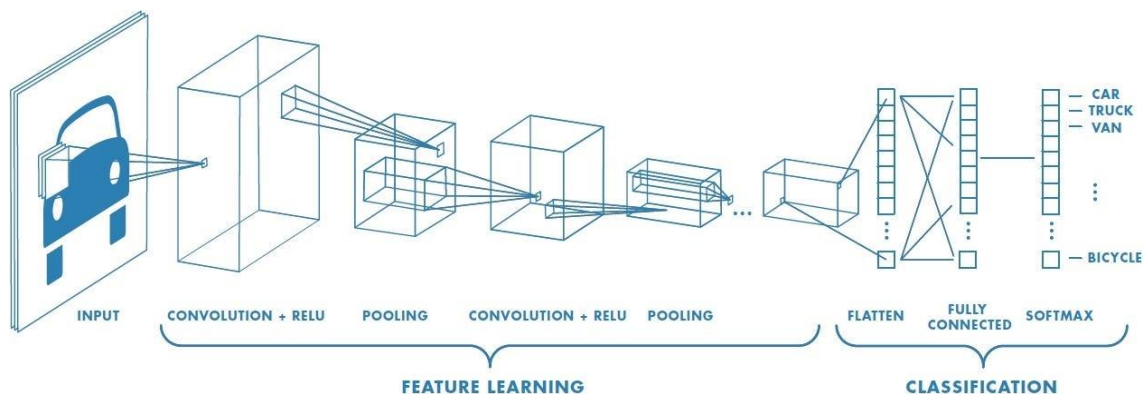 CAR
TRUCK
VAN
BICYCLE
INPUT
CONVOLUTION + RELU
POOLING
CONVOLUTION + RELU
POOLING
FLATTEN
FULLY
CONNECTED
SOFTMAX
FEATURE LEARNING
CLASSIFICATION